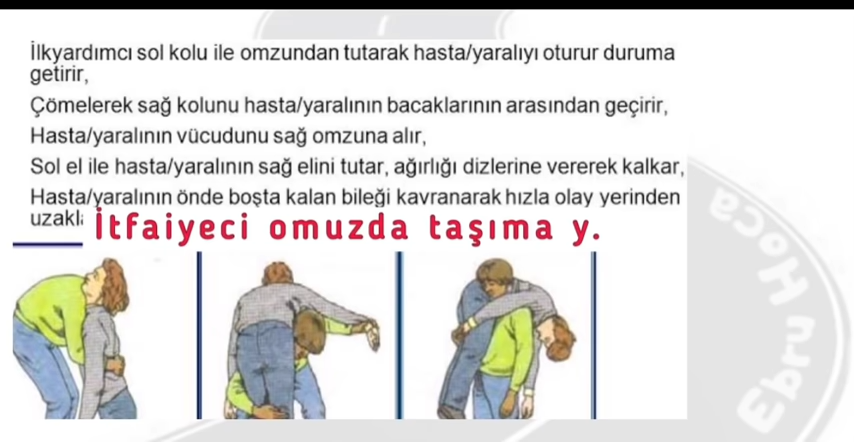 İlkyardımcı sol kolu ile omzundan tutarak hasta/yaralıyı oturur duruma
getirir,
Çömelerek sağ kolunu hasta/yaralının bacaklarının arasından geçirir,
Hasta/yaralının vücudunu sağ omzuna alır,
Sol el ile hasta/yaralının sağ elini tutar, ağırlığı dizlerine vererek kalkar,
Hasta/yaralının önde boşta kalan bileği kavranarak hızla olay yerinden
İtfaiyeci omuzda taşıma y.
Ebru Hoca